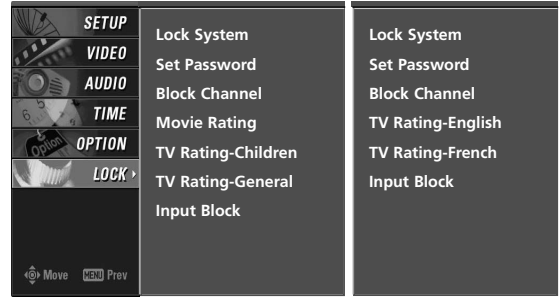 SETUP
VIDEO
AUDIO
TIME
Option
OPTION
LOCK
Move
MENU Prev
Lock System
Set Password
Block Channel
Movie Rating
TV Rating-Children
TV Rating-General
Input Block
Lock System
Set Password
Block Channel
TV Rating-English
TV Rating-French
Input Block